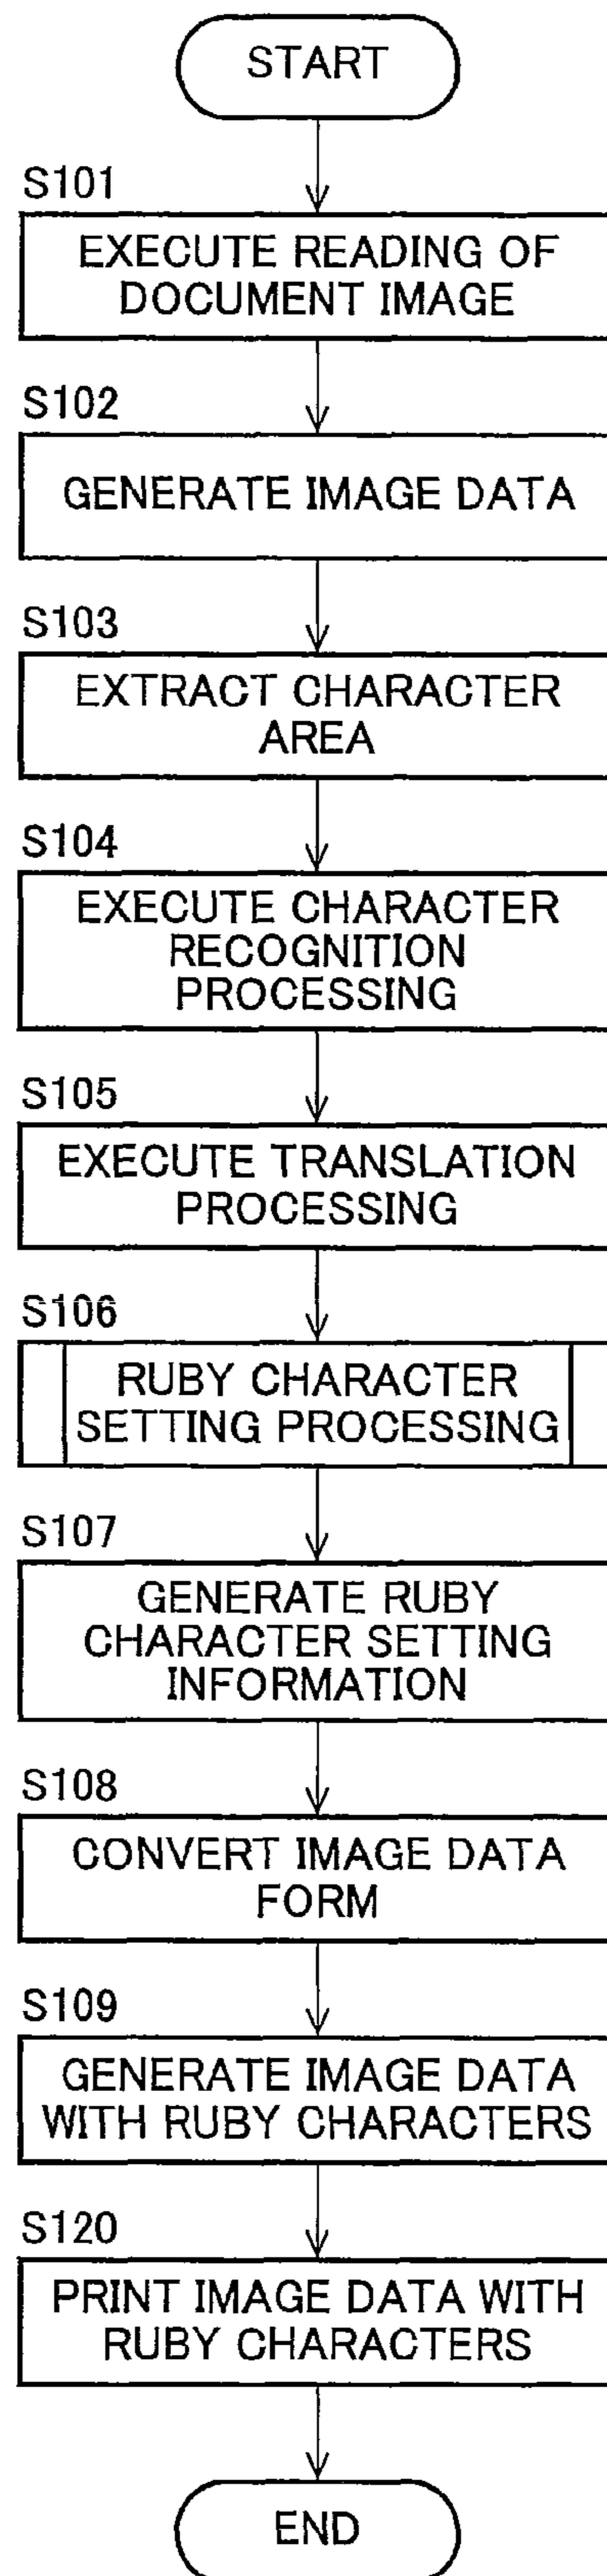 START
S101
EXECUTE READING OF
DOCUMENT IMAGE
S102
GENERATE IMAGE DATA
S103
EXTRACT CHARACTER
AREA
S104
EXECUTE CHARACTER
RECOGNITION
PROCESSING
S105
EXECUTE TRANSLATION
PROCESSING
S106
RUBY CHARACTER
SETTING PROCESSING
S107
GENERATE RUBY
CHARACTER SETTING
INFORMATION
S108
CONVERT IMAGE DATA
FORM
S109
GENERATE IMAGE DATA
WITH RUBY CHARACTERS
S120
PRINT IMAGE DATA WITH
RUBY CHARACTERS
END